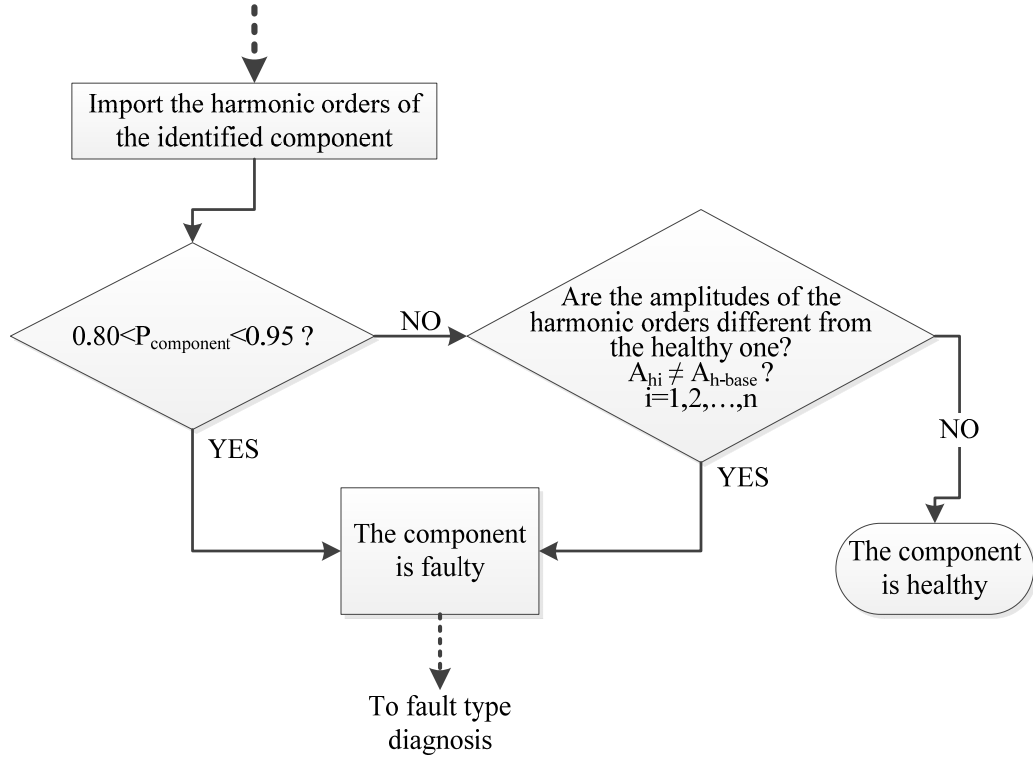 Import the harmonic orders of
the identified component
0.80<Pcomponent<0.95 ?
NO
Are the amplitudes of the
harmonic orders different from
the healthy one?
Ahi ≠ Ah-base ?
i=1,2,…,n
YES
YES
NO
The component
is faulty
The component
is healthy
To fault type
diagnosis